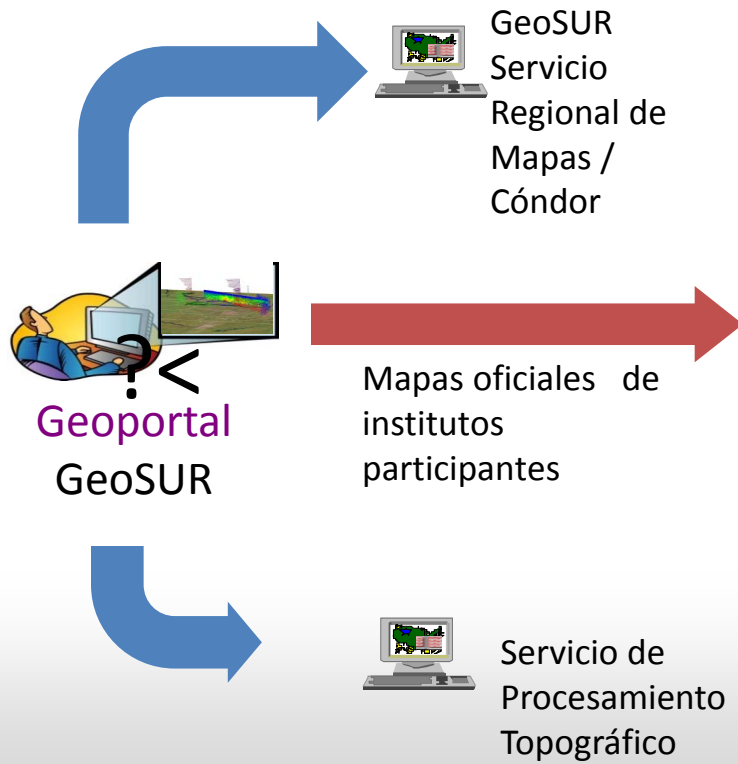 GeoSUR
Servicio
Regional de
Mapas /
Cóndor
?<
Geoportal
GeoSUR
Mapas oficiales de
institutos
participantes
Servicio de
Procesamiento
Topográfico